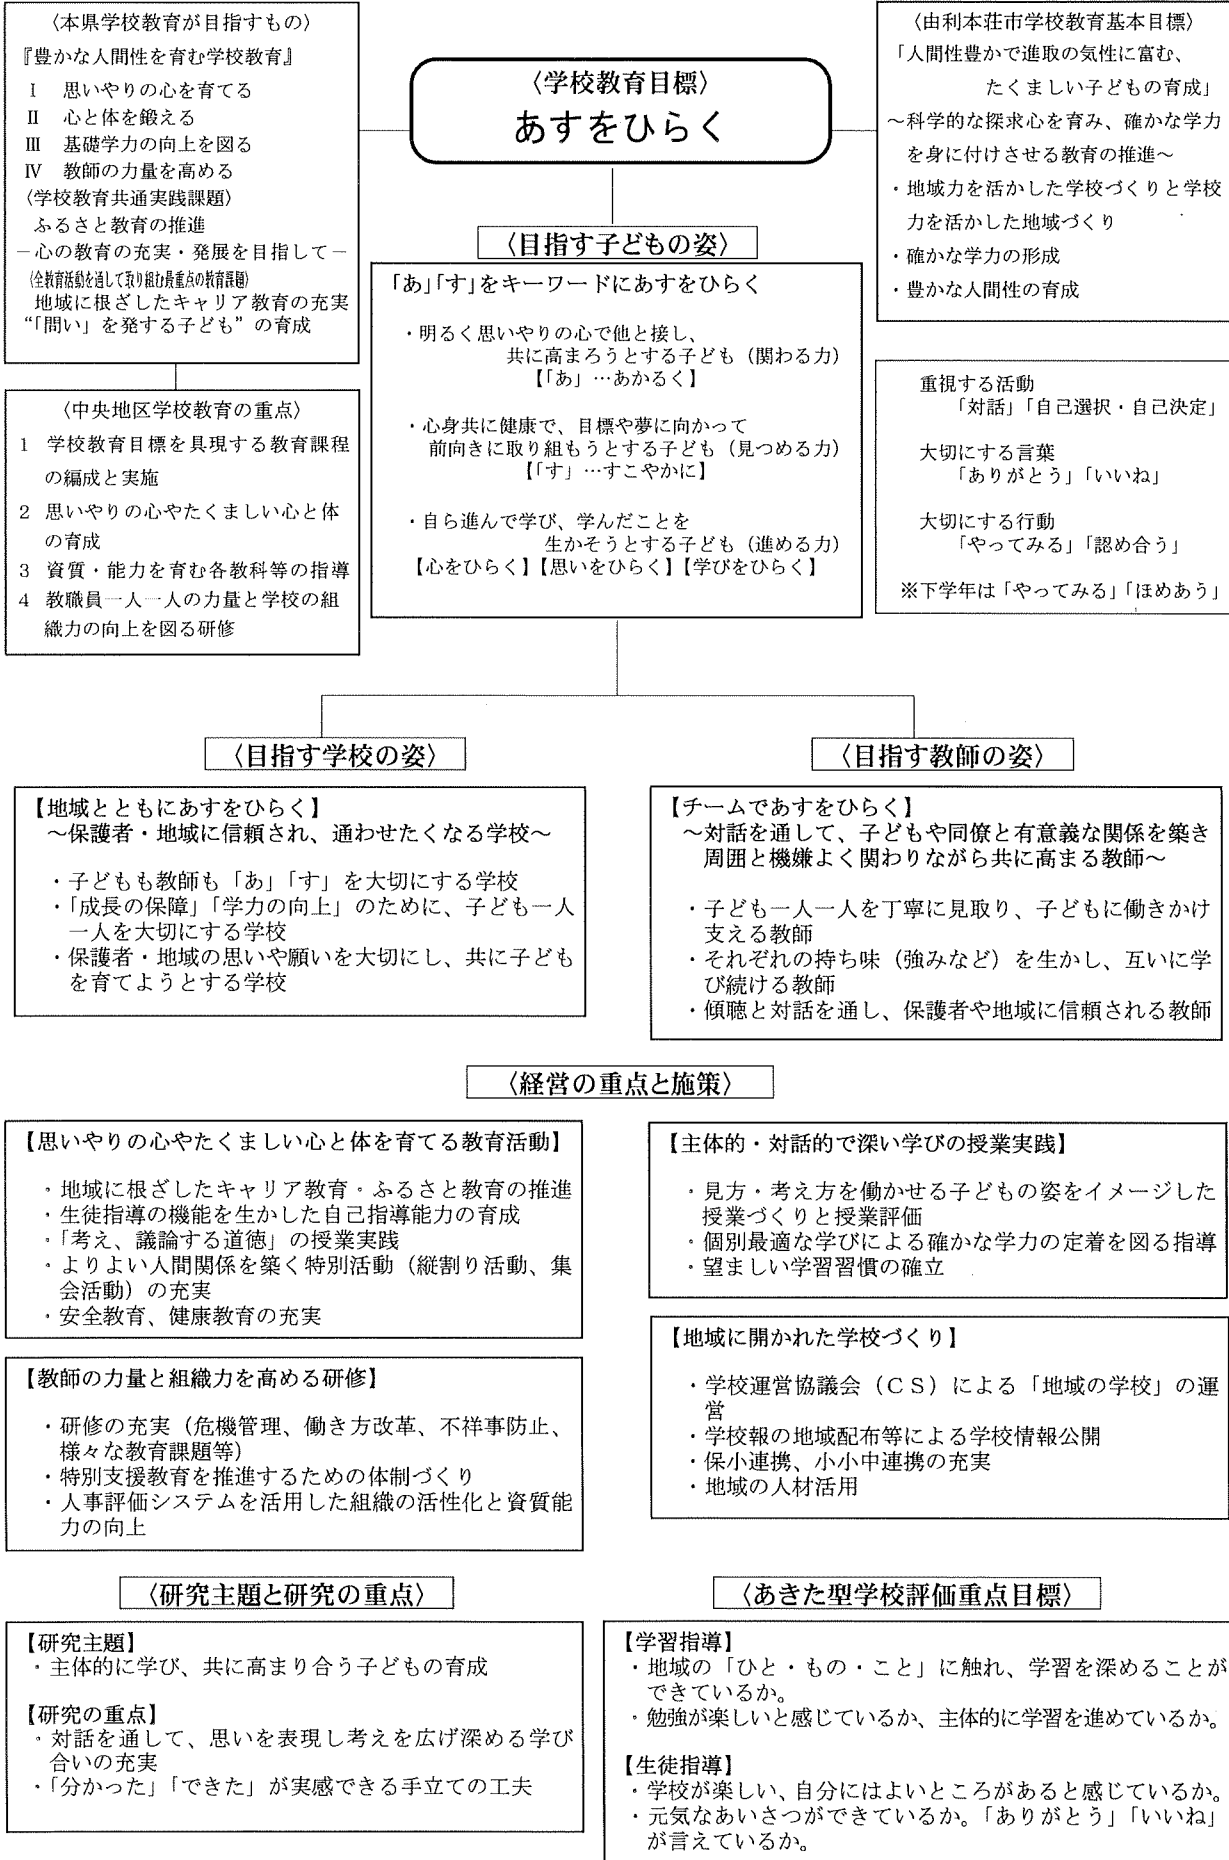 〈本県学校教育が目指すもの〉
『豊かな人間性を育む学校教育』
Ⅰ 思いやりの心を育てる
Ⅱ 心と体を鍛える
Ⅲ 基礎学力の向上を図る
Ⅳ 教師の力量を高める
〈学校教育共通実践課題〉
ふるさと教育の推進
－心の教育の充実・発展を目指して－
(全教育活動を通して取り組む最重点の教育課題)
地域に根ざしたキャリア教育の充実
“「問い」を発する子ども”の育成
〈中央地区学校教育の重点〉
1 学校教育目標を具現する教育課程
の編成と実施
2 思いやりの心やたくましい心と体
の育成
3 資質・能力を育む各教科等の指導
4 教職員一人一人の力量と学校の組
織力の向上を図る研修
〈学校教育目標〉
あすをひらく
〈目指す子どもの姿〉
「あ」「す」をキーワードにあすをひらく
・明るく思いやりの心で他と接し、
共に高まろうとする子ども（関わる力）
【「あ」…あかるく】
・心身共に健康で、目標や夢に向かって
前向きに取り組もうとする子ども（見つめる力）
【「す」…すこやかに】
・自ら進んで学び、学んだことを
生かそうとする子ども（進める力）
【心をひらく】【思いをひらく】【学びをひらく】
〈由利本荘市学校教育基本目標〉
「人間性豊かで進取の気性に富む、
たくましい子どもの育成」
～科学的な探求心を育み、確かな学力
を身に付けさせる教育の推進～
・地域力を活かした学校づくりと学校
力を活かした地域づくり
・確かな学力の形成
・豊かな人間性の育成
重視する活動
「対話」「自己選択・自己決定」
大切にする言葉
「ありがとう」「いいね」
大切にする行動
「やってみる」「認め合う」
※下学年は「やってみる」「ほめあう」
〈目指す学校の姿〉
【地域とともにあすをひらく】
～保護者・地域に信頼され、通わせたくなる学校～
・子どもも教師も「あ」「す」を大切にする学校
・「成長の保障」「学力の向上」のために、子ども一人
一人を大切にする学校
・保護者・地域の思いや願いを大切にし、共に子ども
を育てようとする学校
〈目指す教師の姿〉
【チームであすをひらく】
～対話を通して、子どもや同僚と有意義な関係を築き
周囲と機嫌よく関わりながら共に高まる教師～
・子ども一人一人を丁寧に見取り、子どもに働きかけ
支える教師
・それぞれの持ち味（強みなど）を生かし、互いに学
び続ける教師
・傾聴と対話を通し、保護者や地域に信頼される教師
〈経営の重点と施策〉
【思いやりの心やたくましい心と体を育てる教育活動】
・地域に根ざしたキャリア教育・ふるさと教育の推進
・生徒指導の機能を生かした自己指導能力の育成
・「考え、議論する道徳」の授業実践
・よりよい人間関係を築く特別活動（縦割り活動、集
会活動）の充実
・安全教育、健康教育の充実
【教師の力量と組織力を高める研修】
・研修の充実（危機管理、働き方改革、不祥事防止、
様々な教育課題等）
・特別支援教育を推進するための体制づくり
・人事評価システムを活用した組織の活性化と資質能
力の向上
【主体的・対話的で深い学びの授業実践】
・見方・考え方を働かせる子どもの姿をイメージした
授業づくりと授業評価
・個別最適な学びによる確かな学力の定着を図る指導
・望ましい学習習慣の確立
【地域に開かれた学校づくり】
・学校運営協議会（ＣＳ）による「地域の学校」の運
営
・学校報の地域配布等による学校情報公開
・保小連携、小小中連携の充実
・地域の人材活用
〈研究主題と研究の重点〉
【研究主題】
・主体的に学び、共に高まり合う子どもの育成
【研究の重点】
・対話を通して、思いを表現し考えを広げ深める学び
合いの充実
・「分かった」「できた」が実感できる手立ての工夫
〈あきた型学校評価重点目標〉
【学習指導】
・地域の「ひと・もの・こと」に触れ、学習を深めることが
できているか。
・勉強が楽しいと感じているか、主体的に学習を進めているか。
【生徒指導】
・学校が楽しい、自分にはよいところがあると感じているか。
・元気なあいさつができているか。「ありがとう」「いいね」
が言えているか。